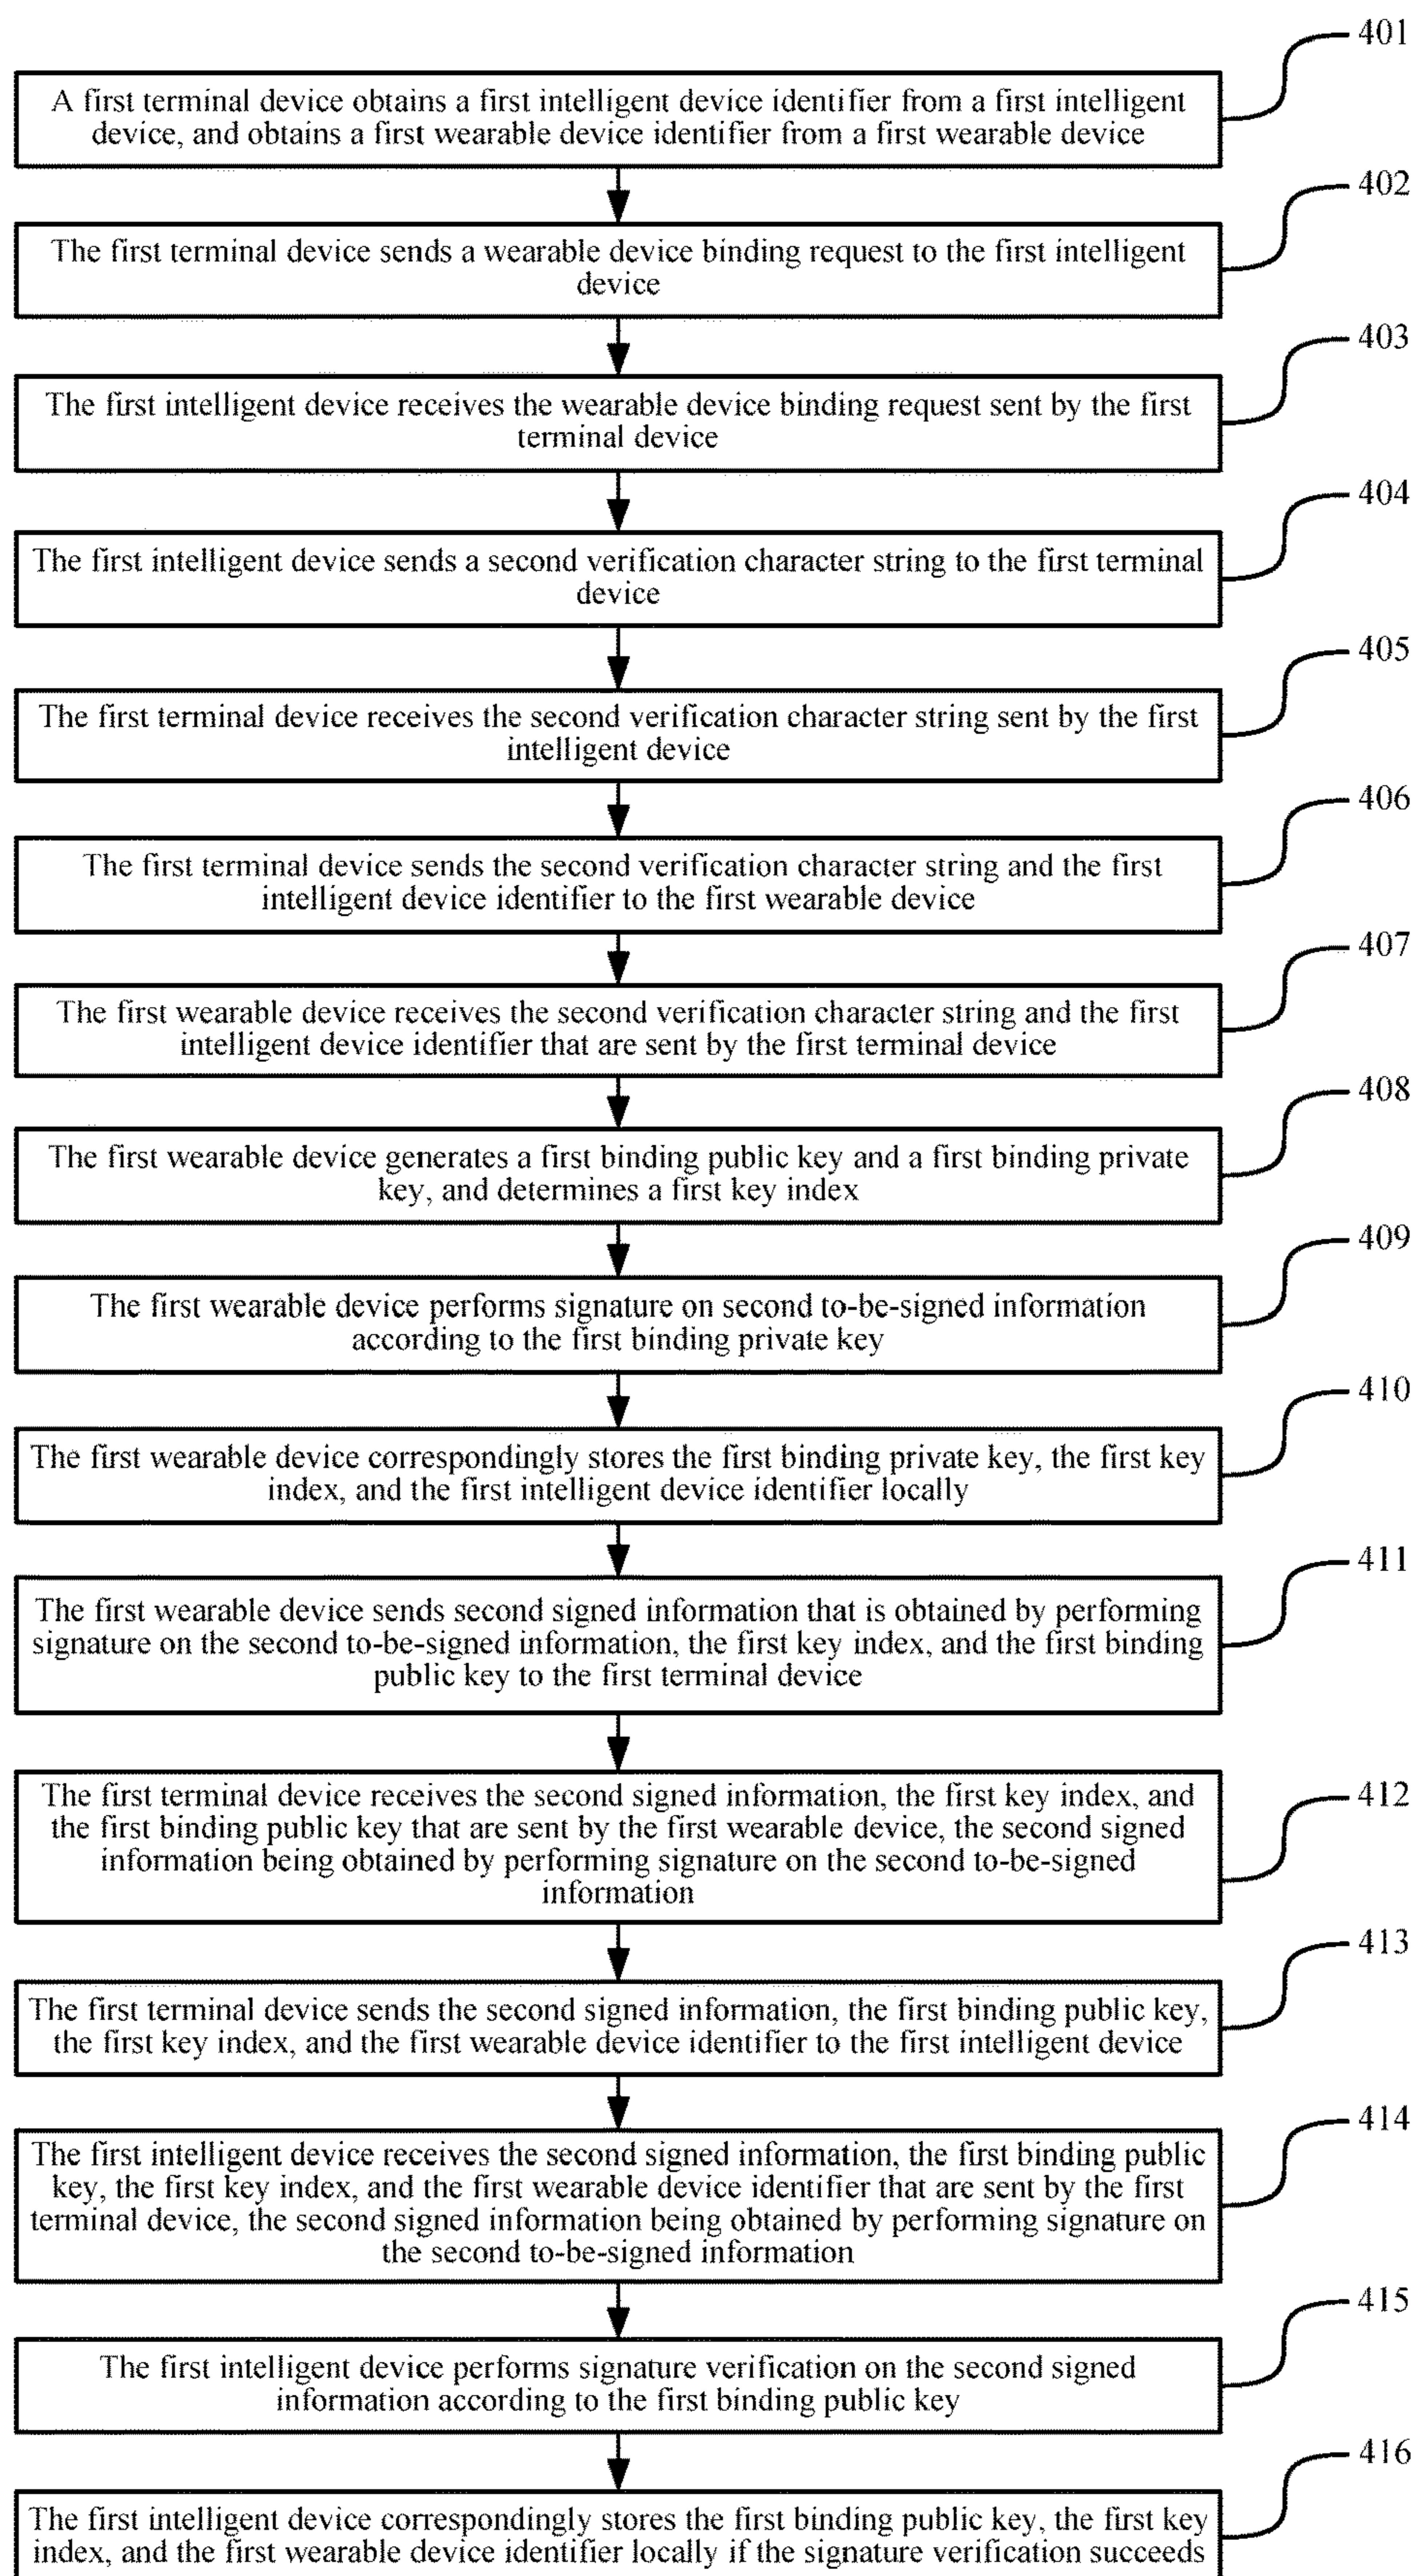 401
A first terminal device obtains a first intelligent device identifier from a first intelligent
device, and obtains a first wearable device identifier from a first wearable device
402
The first terminal device sends a wearable device binding request to the first intelligent
device
403
The first intelligent device receives the wearable device binding request sent by the first
terminal device
404
The first intelligent device sends a second verification character string to the first terminal
device
405
The first terminal device receives the second verification character string sent by the first
intelligent device
406
The first terminal device sends the second verification character string and the first
intelligent device identifier to the first wearable device
407
The first wearable device receives the second verification character string and the first
intelligent device identifier that are sent by the first terminal device
408
The first wearable device generates a first binding public key and a first binding private
key, and determines a first key index
409
The first wearable device performs signature on second to-be-signed information
according to the first binding private key
410
The first wearable device correspondingly stores the first binding private key, the first key
index, and the first intelligent device identifier locally
411
The first wearable device sends second signed information that is obtained by performing
signature on the second to-be-signed information, the first key index, and the first binding
public key to the first terminal device
412
The first terminal device receives the second signed information, the first key index, and
the first binding public key that are sent by the first wearable device, the second signed
information being obtained by performing signature on the second to-be-signed
information
413
The first terminal device sends the second signed information, the first binding public key,
the first key index, and the first wearable device identifier to the first intelligent device
414
The first intelligent device receives the second signed information, the first binding public
key, the first key index, and the first wearable device identifier that are sent by the first
terminal device, the second signed information being obtained by performing signature on
the second to-be-signed information
415
The first intelligent device performs signature verification on the second signed
information according to the first binding public key
416
The first intelligent device correspondingly stores the first binding public key, the first key
index, and the first wearable device identifier locally if the signature verification succeeds